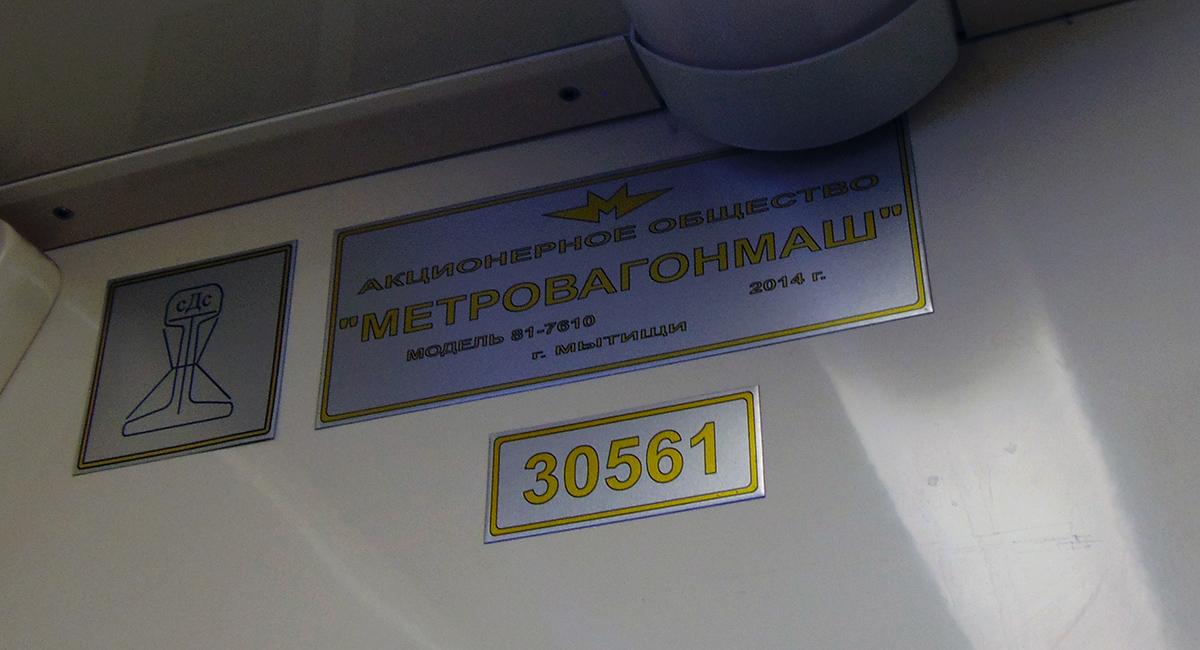 сДс
АКЦИОНЕРНОЕ ОБЩЕСТВО
"МЕТРОВАГОНМАШ"
МОДЕЛЬ 81-7610 2014 г.
г. МЫТИЩИ
30561